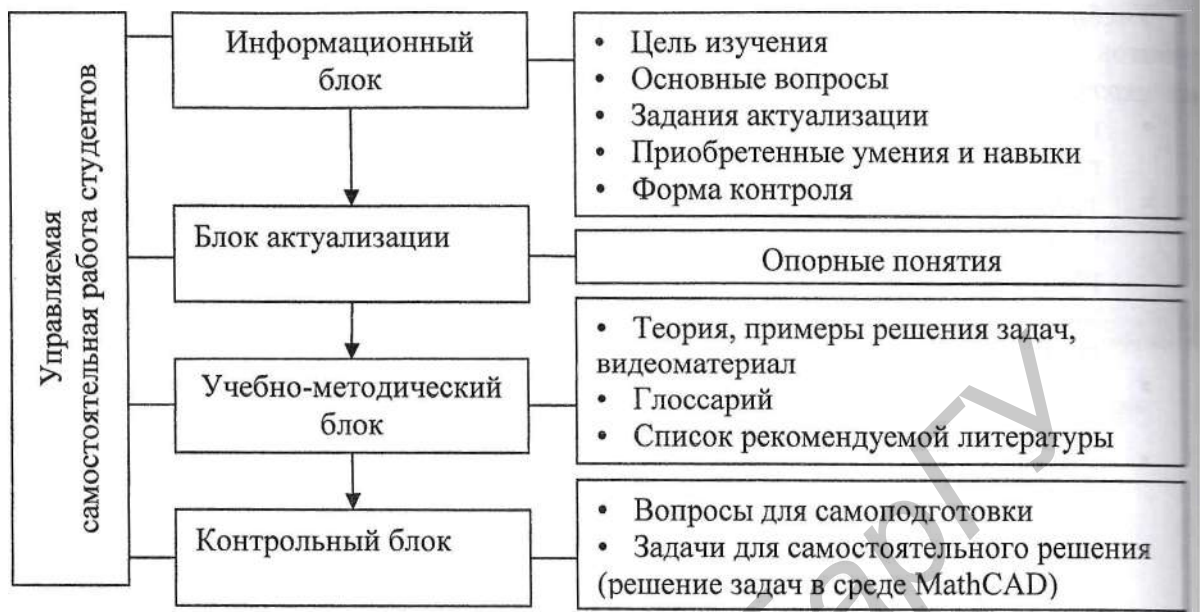 Управляемая
самостоятельная работа студентов
Информационный
блок
• Цель изучения
• Основные вопросы
• Задания актуализации
• Приобретенные умения и навыки
• Форма контроля
Блок актуализации
Опорные понятия
Учебно-методический
блок
• Теория, примеры решения задач,
видеоматериал
• Глоссарий
• Список рекомендуемой литературы
Контрольный блок
• Вопросы для самоподготовки
• Задачи для самостоятельного решения
(решение задач в среде MathCAD)
БарГУ